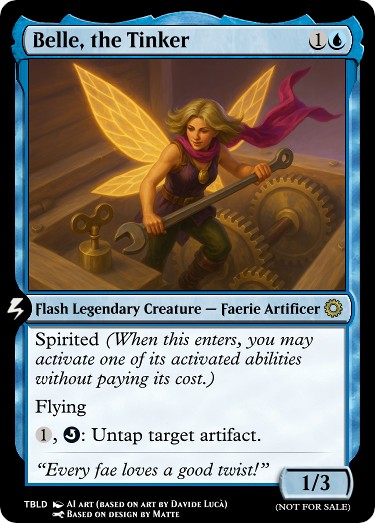 Belle, the Tinker 1
Flash Legendary Creature — Faerie Artificer
Spirited (When this enters, you may
activate one of its activated abilities
without paying its cost.)
Flying
1, : Untap target artifact.
“Every fae loves a good twist!”
1/3
TBLD AI art (based on art by Davide Lucà)
Based on design by Matte
(NOT FOR SALE)